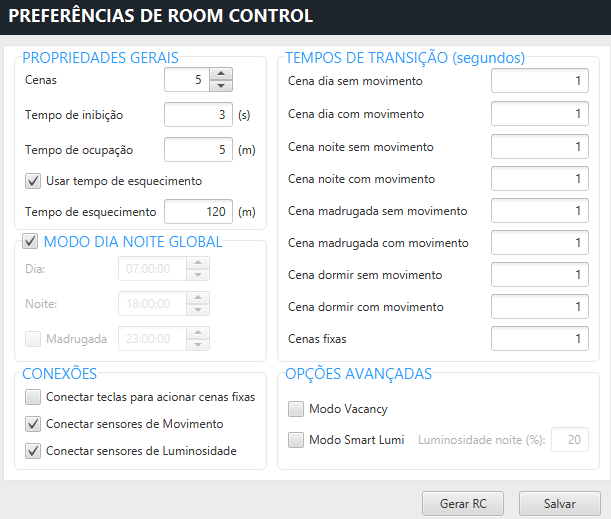 PREFERÊNCIAS DE ROOM CONTROL
PROPRIEDADES GERAIS
Cenas 5
Tempo de inibição 3 (s)
Tempo de ocupação 5 (m)
Usar tempo de esquecimento
Tempo de esquecimento 120 (m)
MODO DIA NOITE GLOBAL
Dia: 07:00:00
Noite: 18:00:00
Madrugada 23:00:00
CONEXÕES
Conectar teclas para acionar cenas fixas
Conectar sensores de Movimento
Conectar sensores de Luminosidade
TEMPOS DE TRANSIÇÃO (segundos)
Cena dia sem movimento 1
Cena dia com movimento 1
Cena noite sem movimento 1
Cena noite com movimento 1
Cena madrugada sem movimento 1
Cena madrugada com movimento 1
Cena dormir sem movimento 1
Cena dormir com movimento 1
Cenas fixas 1
OPÇÕES AVANÇADAS
Modo Vacancy
Modo Smart Lumi Luminosidade noite (%): 20
Gerar RC Salvar